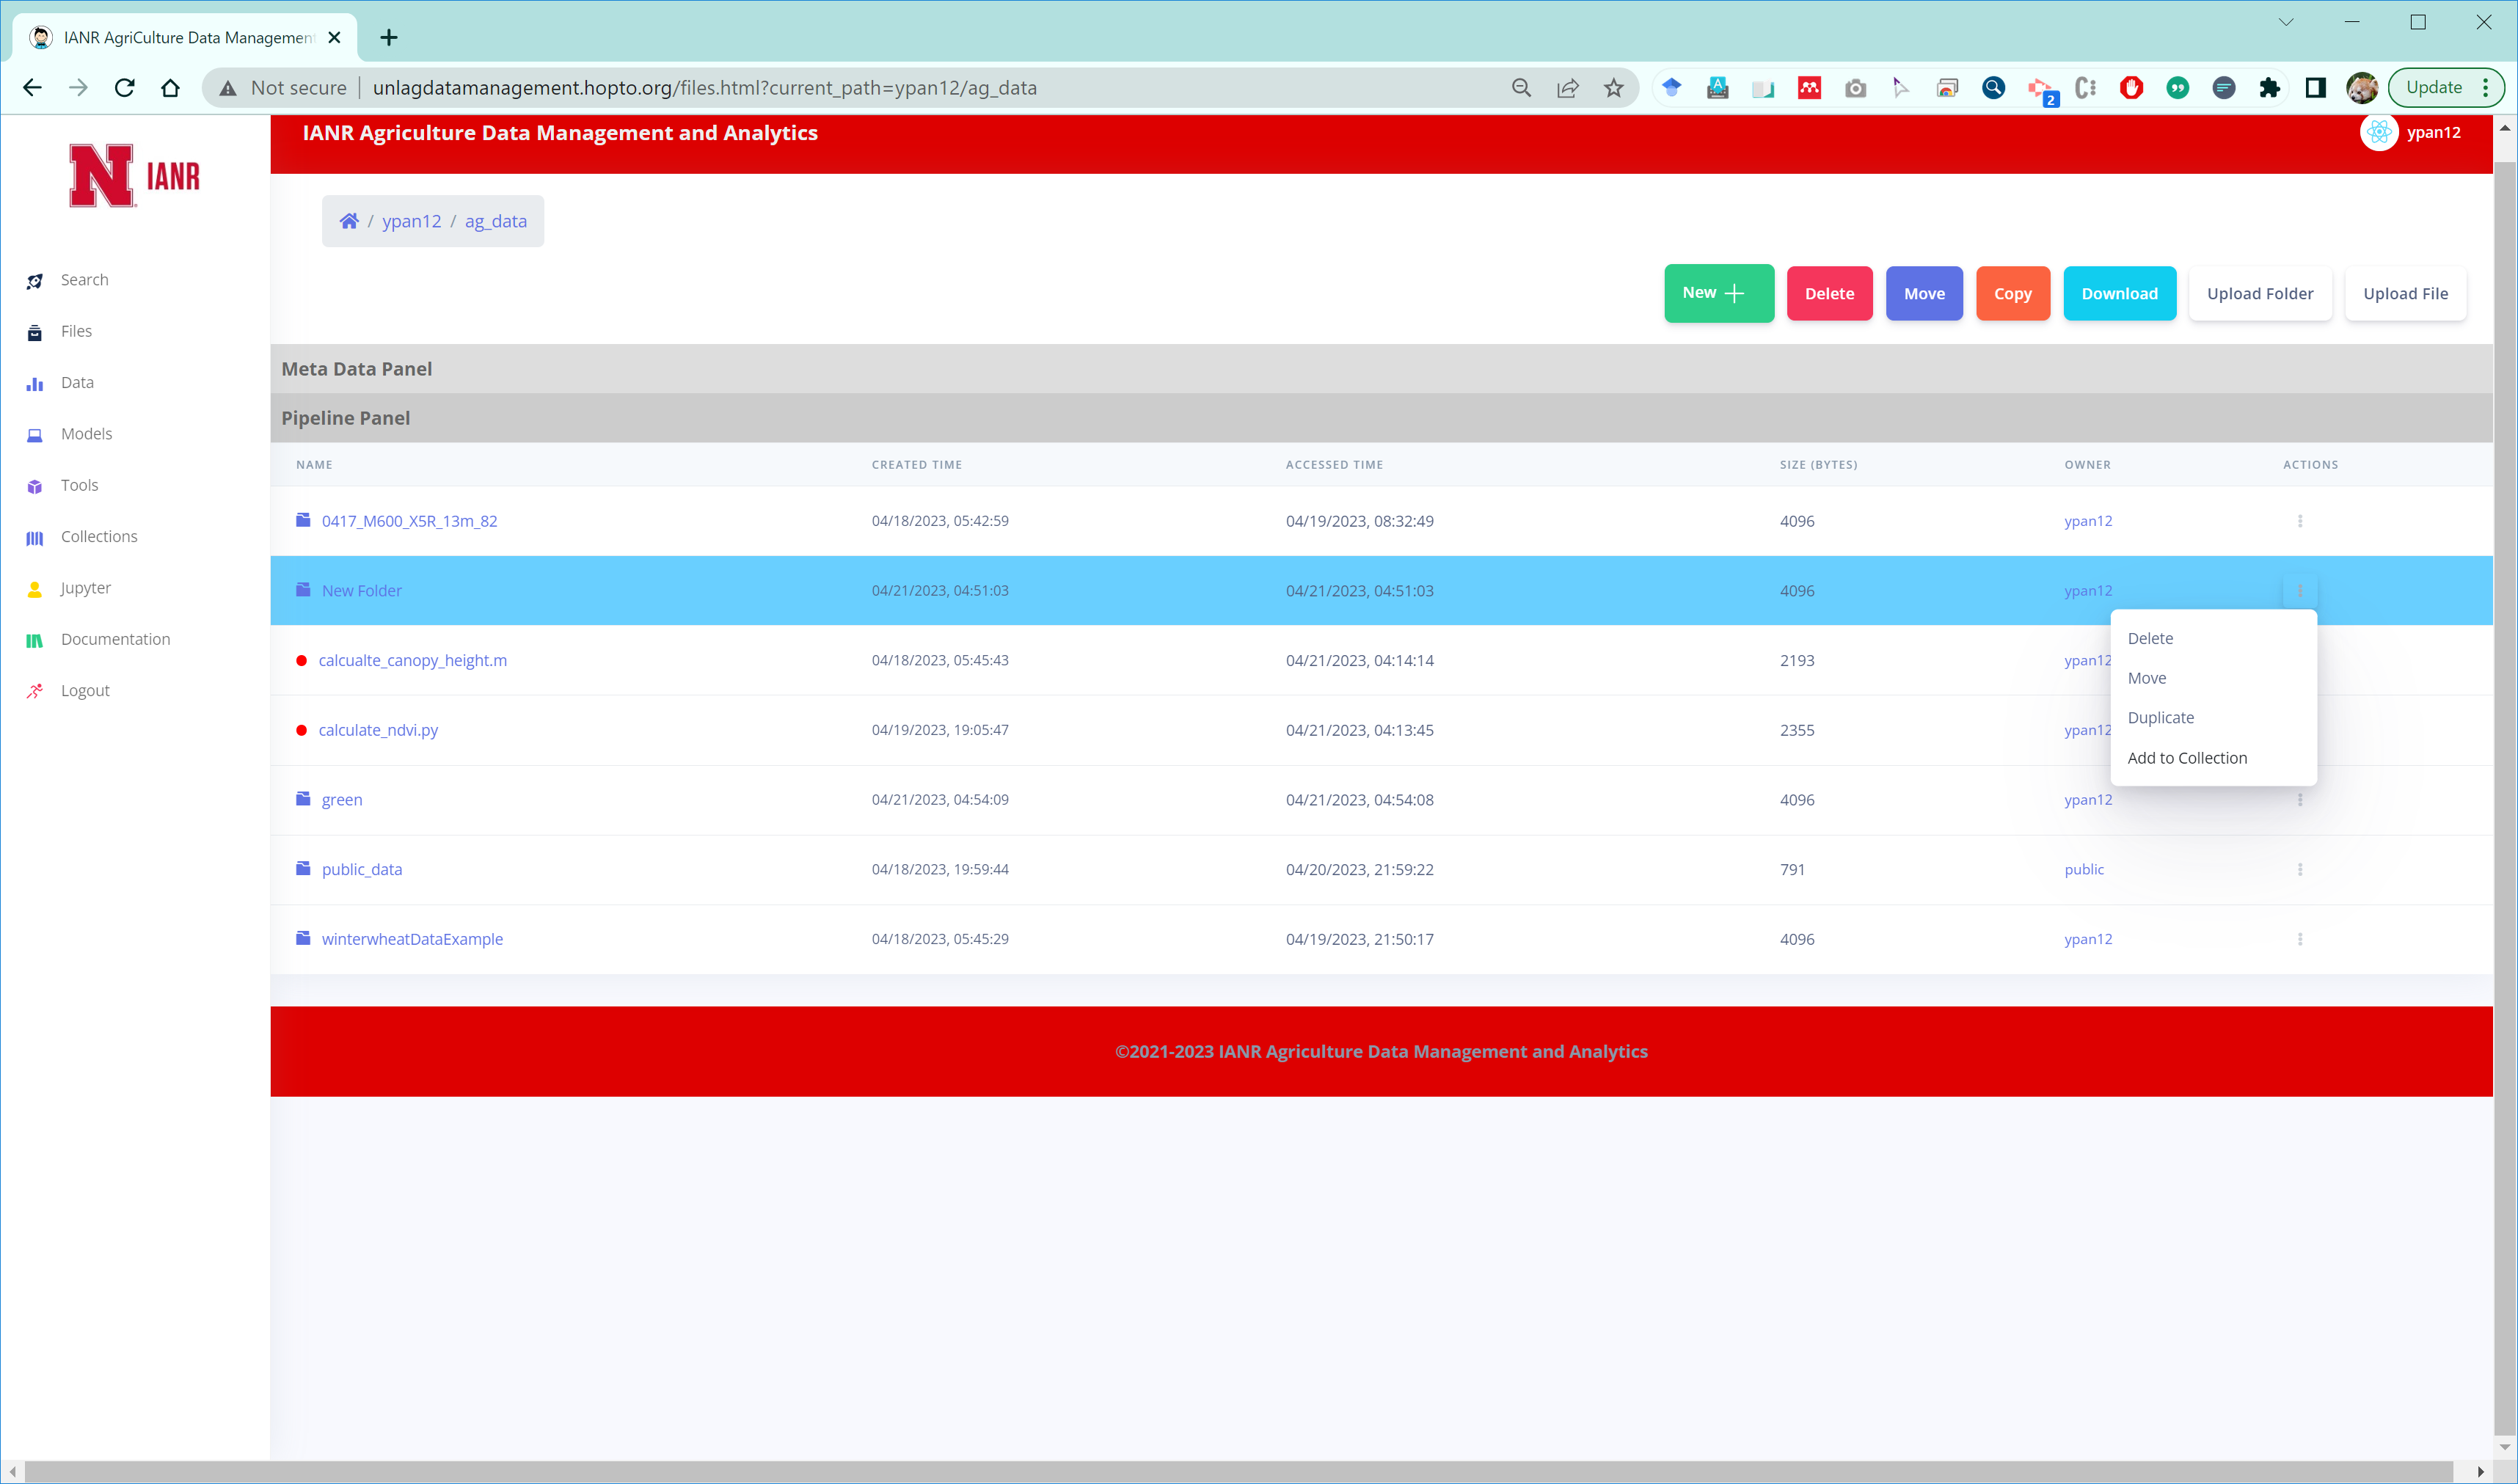 IANR AgriCulture Data Management
Not secure
unlagdatamanagement.hopto.org/files.html?current_path=ypan12/ag_data
2
Update
N IANR
IANR Agriculture Data Management and Analytics
ypan12
/ ypan12 / ag_data
Search
Files
Data
Models
Tools
Collections
Jupyter
Documentation
Logout
New
Delete
Move
Copy
Download
Upload Folder
Upload File
Meta Data Panel
Pipeline Panel
NAME CREATED TIME ACCESSED TIME SIZE (BYTES) OWNER ACTIONS
0417_M600_X5R_13m_82 04/18/2023, 05:42:59 04/19/2023, 08:32:49 4096 ypan12
New Folder 04/21/2023, 04:51:03 04/21/2023, 04:51:03 4096 ypan12
calcualte_canopy_height.m 04/18/2023, 05:45:43 04/21/2023, 04:14:14 2193 ypan12
calculate_ndvi.py 04/19/2023, 19:05:47 04/21/2023, 04:13:45 2355 ypan12
green 04/21/2023, 04:54:09 04/21/2023, 04:54:08 4096 ypan12
public_data 04/18/2023, 19:59:44 04/20/2023, 21:59:22 791 public
winterwheatDataExample 04/18/2023, 05:45:29 04/19/2023, 21:50:17 4096 ypan12
Delete
Move
Duplicate
Add to Collection
©2021-2023 IANR Agriculture Data Management and Analytics